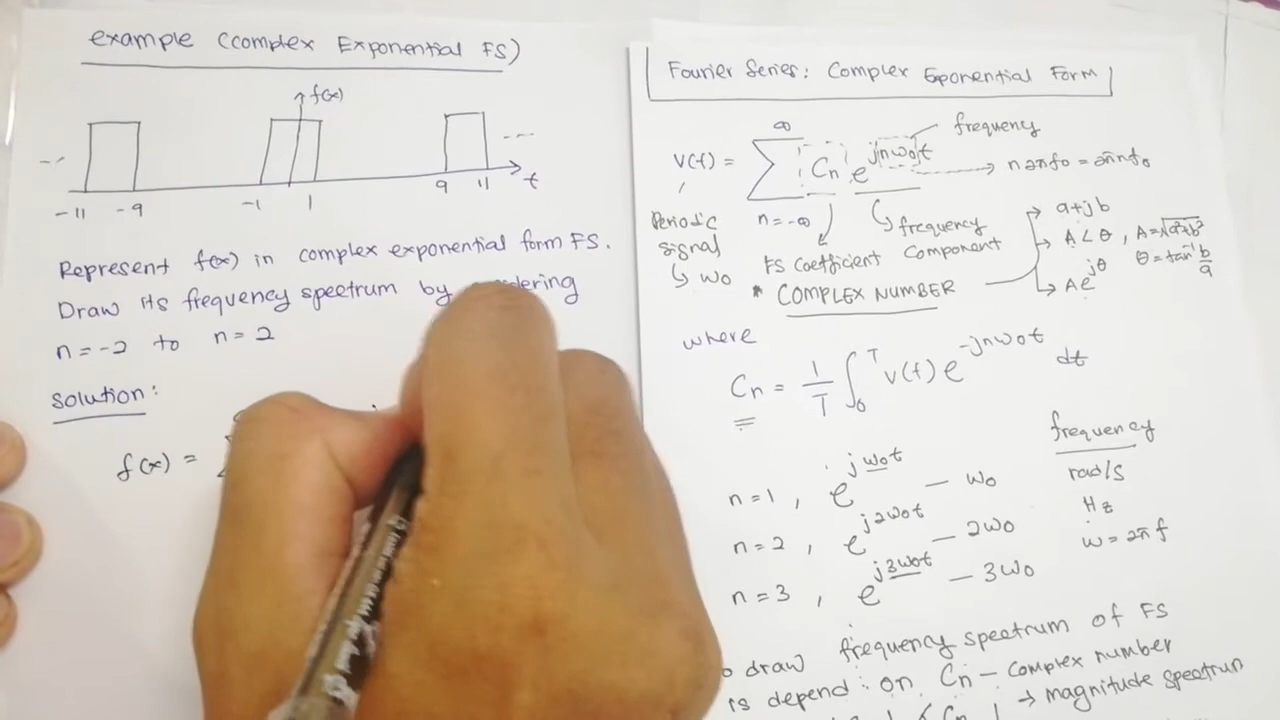 example (complex Exponential FS)
f(x)
-11 -9 -1 1 9 11 t
Represent f(x) in complex exponential form FS.
Draw its frequency spectrum by
n = -2 to n = 2
Solution:
f(x) =
Fourier Series: Complex Exponential Form
V(t) = ∑ Cn e^jnω0t
∞
n = -∞
frequency
n2πf0 = 2πnf0
Periodic
signal
↳ ω0
FS Coefficient
* COMPLEX NUMBER
frequency
Component
a+jb
A∠θ, A=√a²+b²
θ = tan⁻¹ b/a
Ae^jθ
where
Cn = 1/T ∫₀ᵀ v(t) e^-jnω0t dt
frequency
rad/s
Hz
ω = 2πf
n = 1, e^jω0t — ω0
n = 2, e^j2ω0t — 2ω0
n = 3, e^j3ω0t — 3ω0
draw frequency spectrum of FS
is depend on Cn - Complex number
→ magnitude spectrum